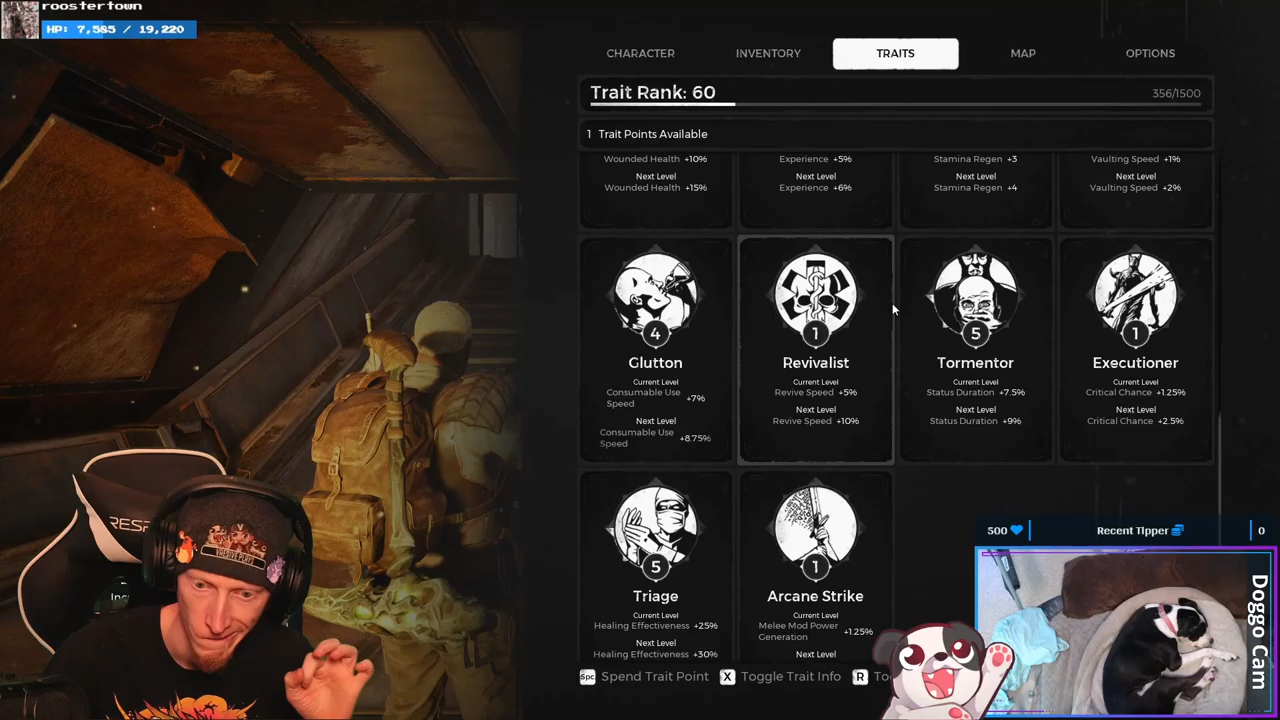 roostertown
HP: 7,585 / 19,220
CHARACTER INVENTORY TRAITS MAP OPTIONS
Trait Rank: 60 356/1500
1 Trait Points Available
Wounded Health +10%
Next Level
Wounded Health +15%
Experience +5%
Next Level
Experience +6%
Stamina Regen +3
Next Level
Stamina Regen +4
Vaulting Speed +1%
Next Level
Vaulting Speed +2%
4
Glutton
Current Level
Consumable Use
Speed +7%
Next Level
Consumable Use
Speed +8.75%
1
Revivalist
Current Level
Revive Speed +5%
Next Level
Revive Speed +10%
5
Tormentor
Current Level
Status Duration +7.5%
Next Level
Status Duration +9%
1
Executioner
Current Level
Critical Chance +1.25%
Next Level
Critical Chance +2.5%
5
Triage
Current Level
Healing Effectiveness +25%
Next Level
Healing Effectiveness +30%
1
Arcane Strike
Current Level
Melee Mod Power
Generation +1.25%
Next Level
Spc. Spend Trait Point X Toggle Trait Info R To
500 Recent Tipper 0
Doggo Cam